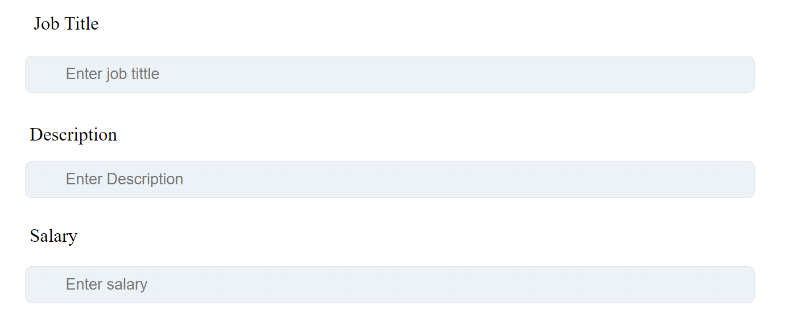 Job Title
Enter job tittle
Description
Enter Description
Salary
Enter salary